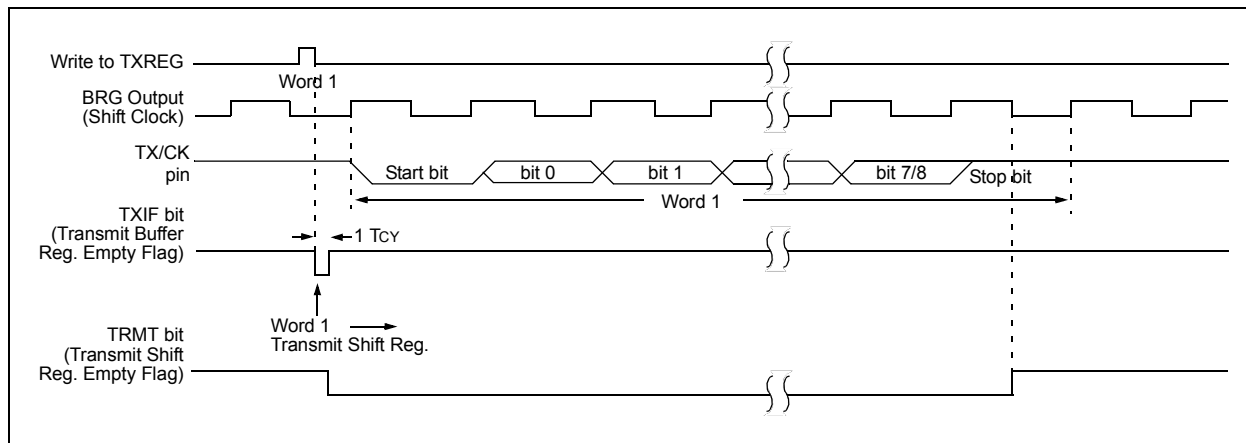 Write to TXREG
Word 1
BRG Output
(Shift Clock)
TX/CK
pin
Start bit
bit 0
bit 1
bit 7/8
Stop bit
Word 1
TXIF bit
(Transmit Buffer
Reg. Empty Flag)
1 TCY
Word 1
Transmit Shift Reg.
TRMT bit
(Transmit Shift
Reg. Empty Flag)